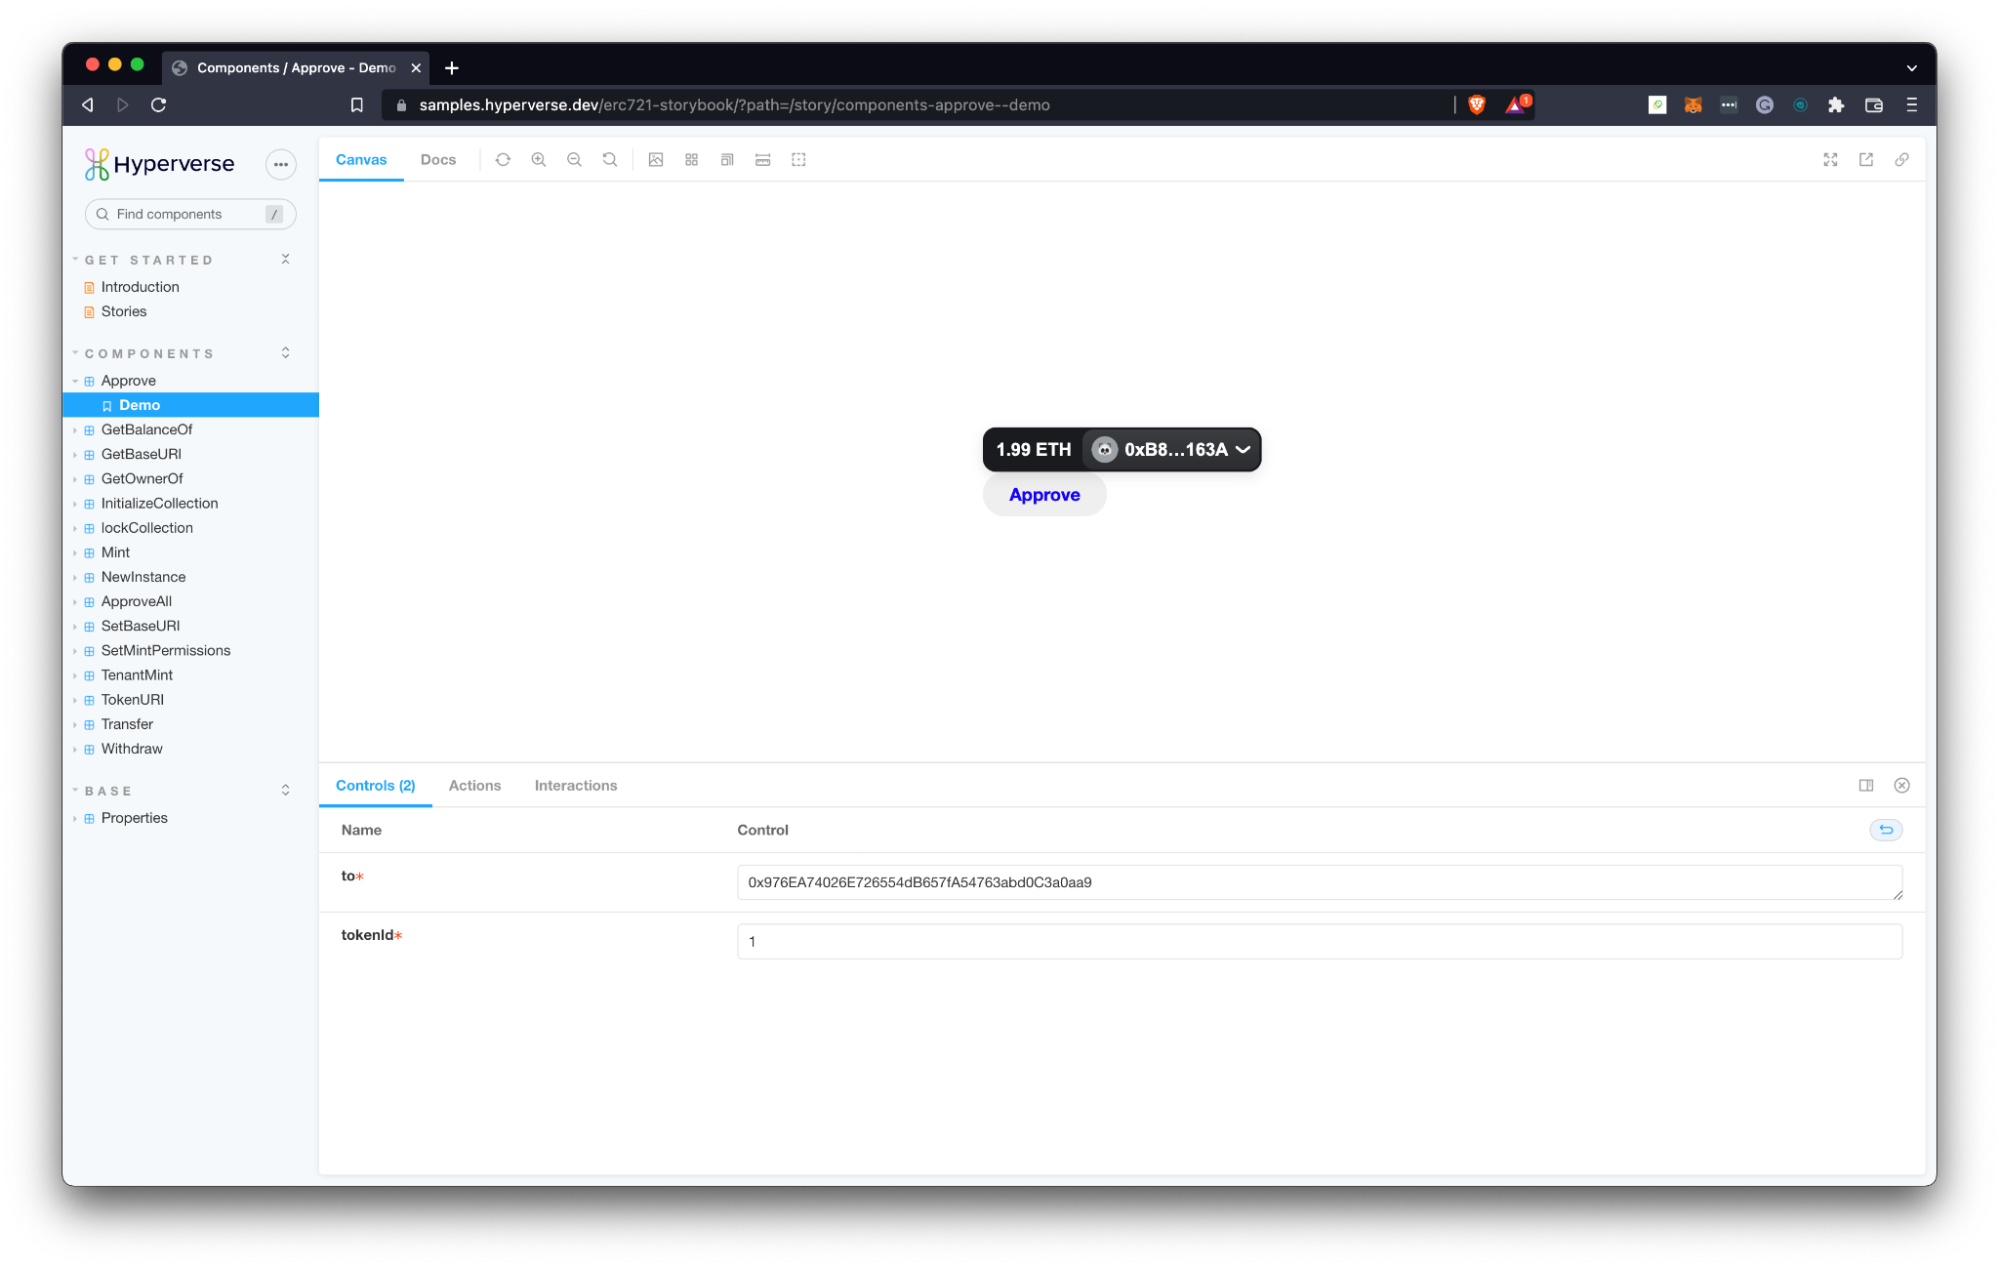 Components / Approve - Demo
samples.hyperverse.dev/erc721-storybook/?path=/story/components-approve--demo
1
Hyperverse
Canvas
Docs
Find components
/
GET STARTED
Introduction
Stories
COMPONENTS
Approve
Demo
GetBalanceOf
GetBaseURI
GetOwnerOf
InitializeCollection
lockCollection
Mint
NewInstance
ApproveAll
SetBaseURI
SetMintPermissions
TenantMint
TokenURI
Transfer
Withdraw
BASE
Properties
1.99 ETH
0xB8...163A
Approve
Controls (2)
Actions
Interactions
Name
Control
to*
0x976EA74026E726554dB657fA54763abd0C3a0aa9
tokenId*
1